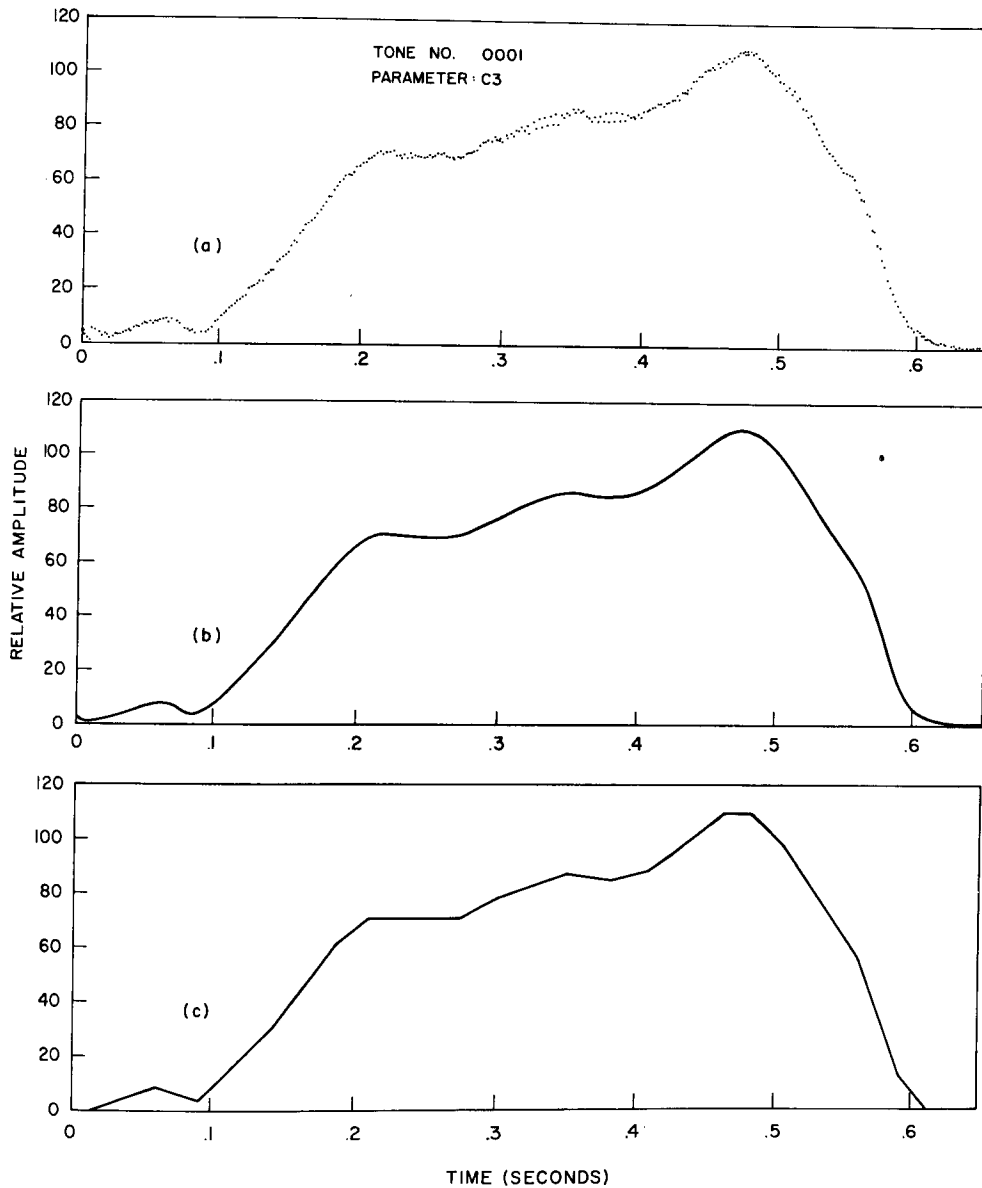 120
TONE NO. 0001
PARAMETER: C3
100
80
60
40
(a)
20
0
0 .1 .2 .3 .4 .5 .6
120
100
80
60
40
(b)
20
0
0 .1 .2 .3 .4 .5 .6
RELATIVE AMPLITUDE
120
100
80
60
40
(c)
20
0
0 .1 .2 .3 .4 .5 .6
TIME (SECONDS)